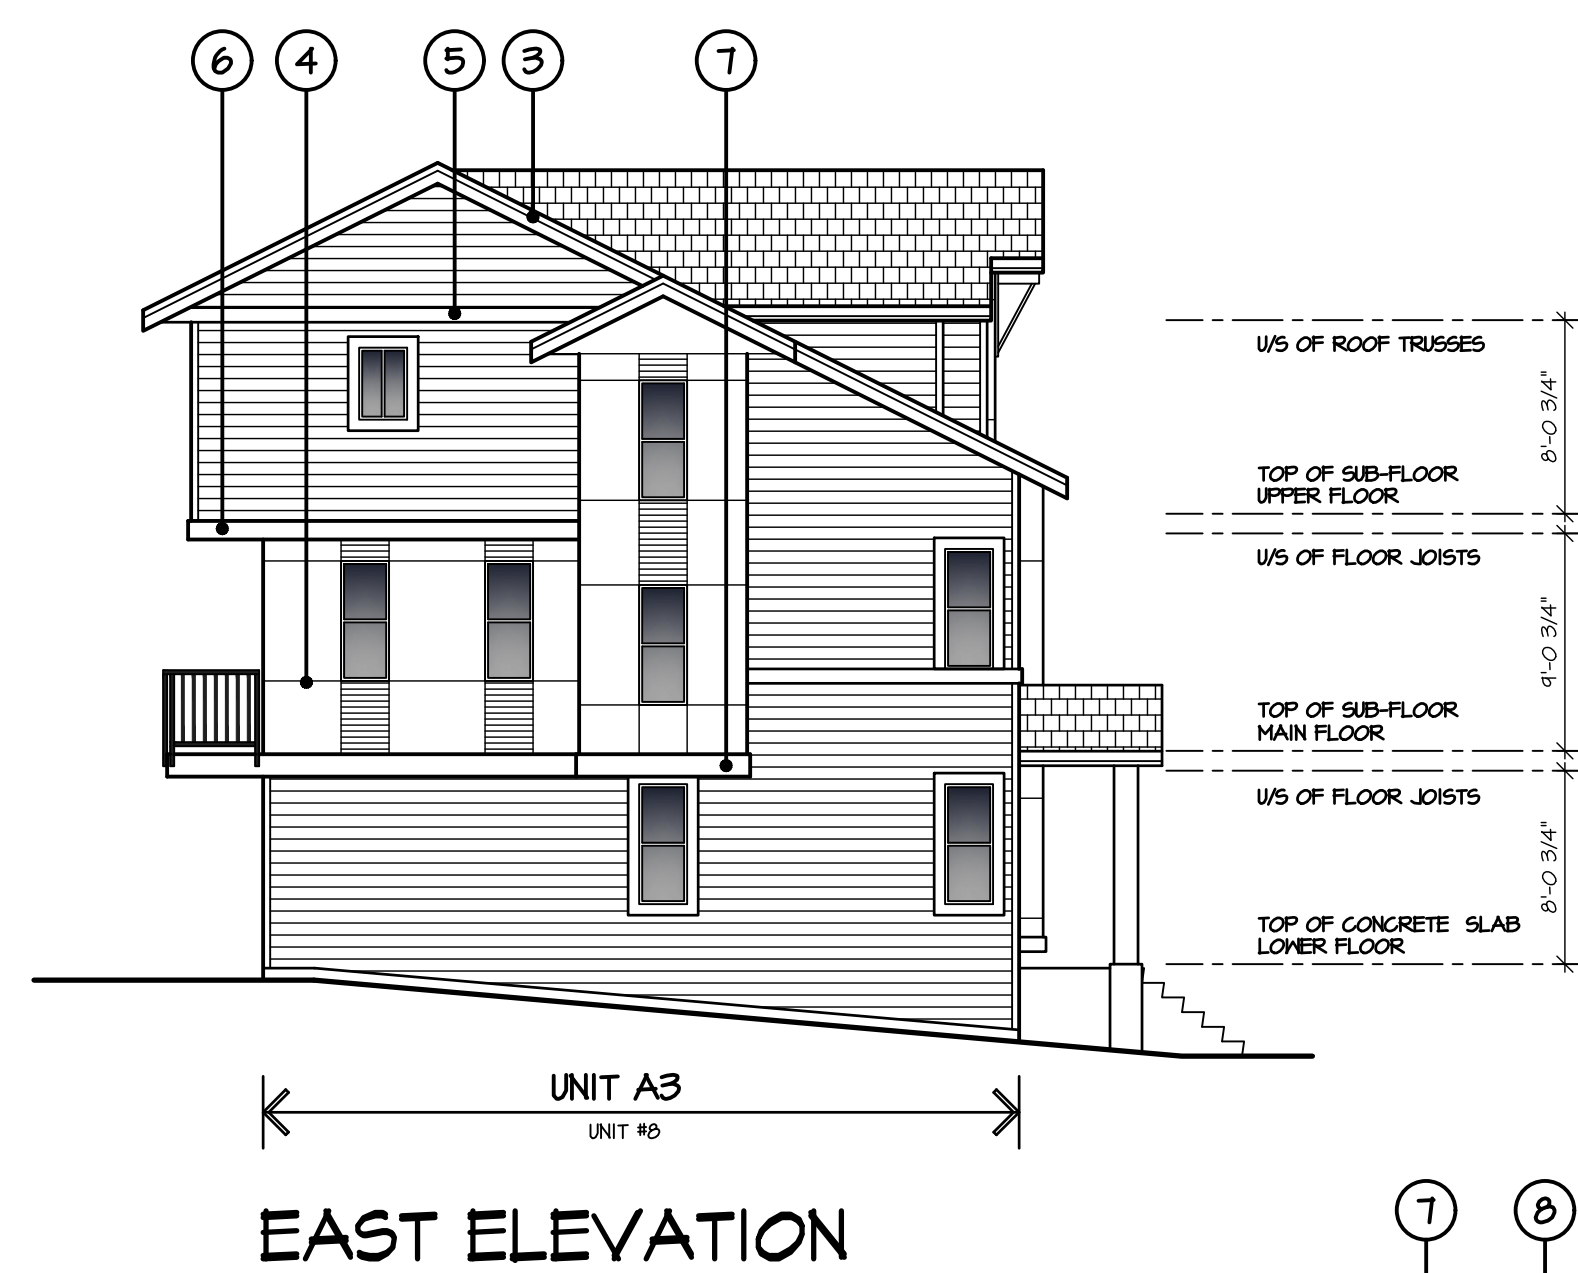 6 4 5 3 7
U/S OF ROOF TRUSSES
8'-0 3/4"
TOP OF SUB-FLOOR
UPPER FLOOR
U/S OF FLOOR JOISTS
9'-0 3/4"
TOP OF SUB-FLOOR
MAIN FLOOR
U/S OF FLOOR JOISTS
8'-0 3/4"
TOP OF CONCRETE SLAB
LOWER FLOOR
UNIT A3
UNIT #8
EAST ELEVATION
7 8